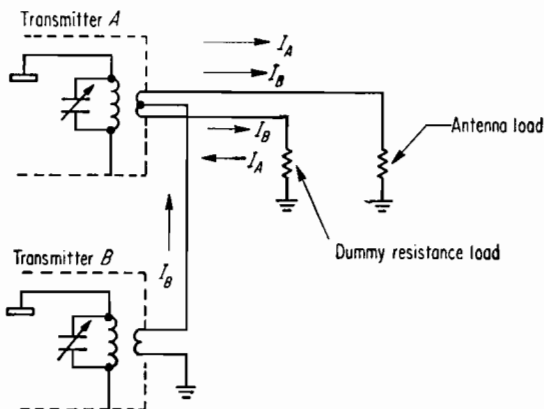 Transmitter A
I_A
I_B
I_B
I_A
Antenna load
Dummy resistance load
I_B
Transmitter B